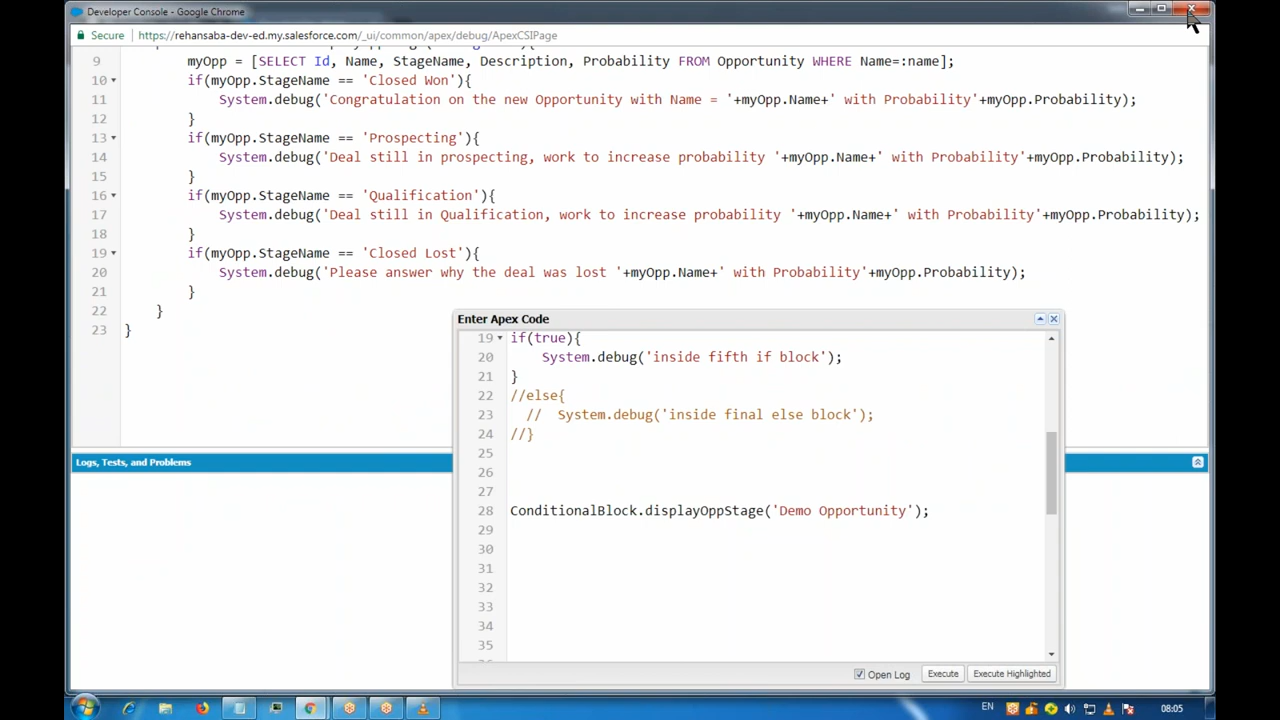 Developer Console - Google Chrome
Secure https://rehansaba-dev-ed.my.salesforce.com/_ui/common/apex/debug/ApexCSIPage
9 myOpp = [SELECT Id, Name, StageName, Description, Probability FROM Opportunity WHERE Name=:name];
10 if(myOpp.StageName == 'Closed Won'){
11 System.debug('Congratulation on the new Opportunity with Name = '+myOpp.Name+' with Probability'+myOpp.Probability);
12 }
13 if(myOpp.StageName == 'Prospecting'){
14 System.debug('Deal still in prospecting, work to increase probability '+myOpp.Name+' with Probability'+myOpp.Probability);
15 }
16 if(myOpp.StageName == 'Qualification'){
17 System.debug('Deal still in Qualification, work to increase probability '+myOpp.Name+' with Probability'+myOpp.Probability);
18 }
19 if(myOpp.StageName == 'Closed Lost'){
20 System.debug('Please answer why the deal was lost '+myOpp.Name+' with Probability'+myOpp.Probability);
21 }
22 }
23 }
Enter Apex Code
19 if(true){
20 System.debug('inside fifth if block');
21 }
22 //else{
23 // System.debug('inside final else block');
24 //}
25
26
27
28 ConditionalBlock.displayOppStage('Demo Opportunity');
29
30
31
32
33
34
35
Open Log Execute Execute Highlighted
Logs, Tests, and Problems
EN 08:05